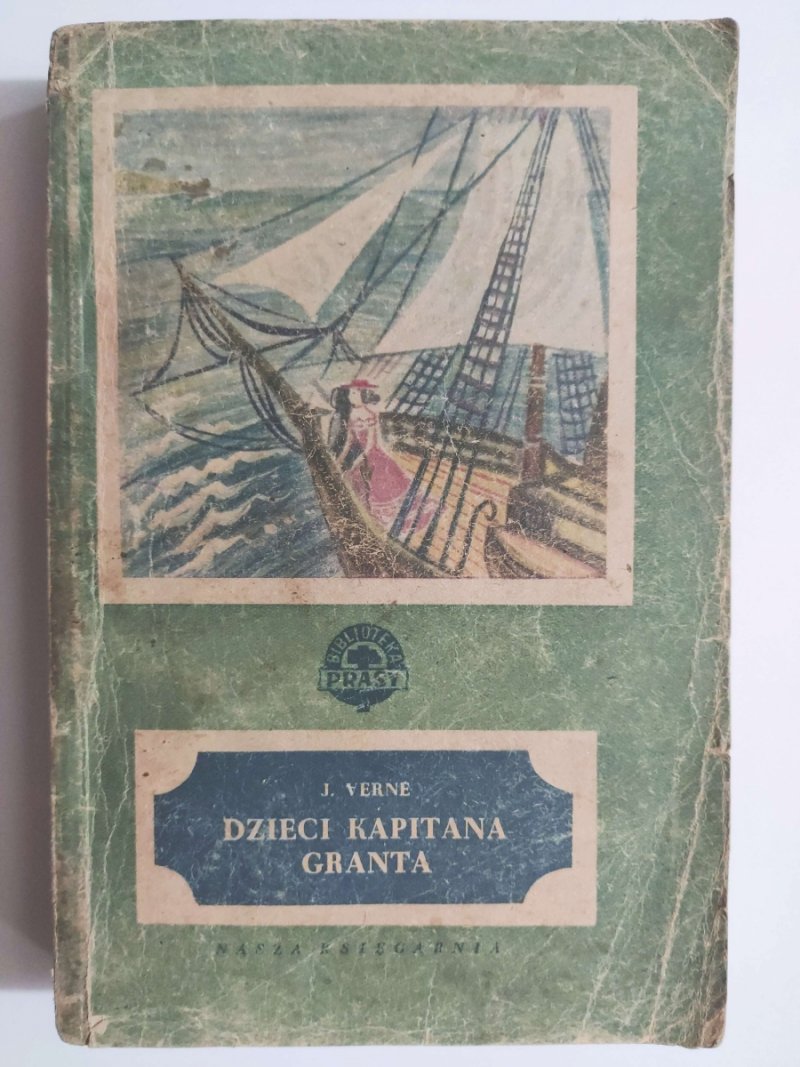 BIBLIOTEKA
PRASY
J. VERNE
DZIECI KAPITANA
GRANTA
NASZA KSIĘGARNIA